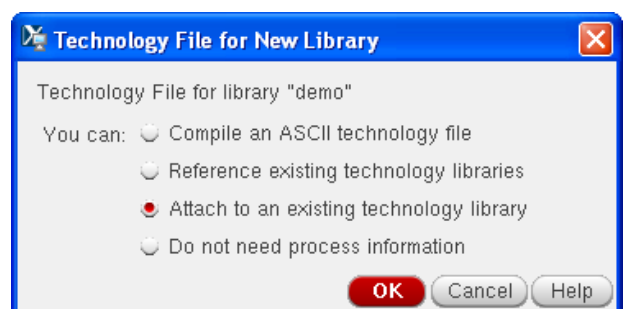 Technology File for New Library
Technology File for library "demo"
You can: Compile an ASCII technology file
Reference existing technology libraries
Attach to an existing technology library
Do not need process information
OK Cancel Help